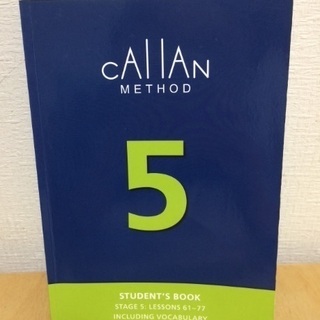 cAllAN
METHOD
5
STUDENT'S BOOK
STAGE 5: LESSONS 61–77
INCLUDING VOCABULARY